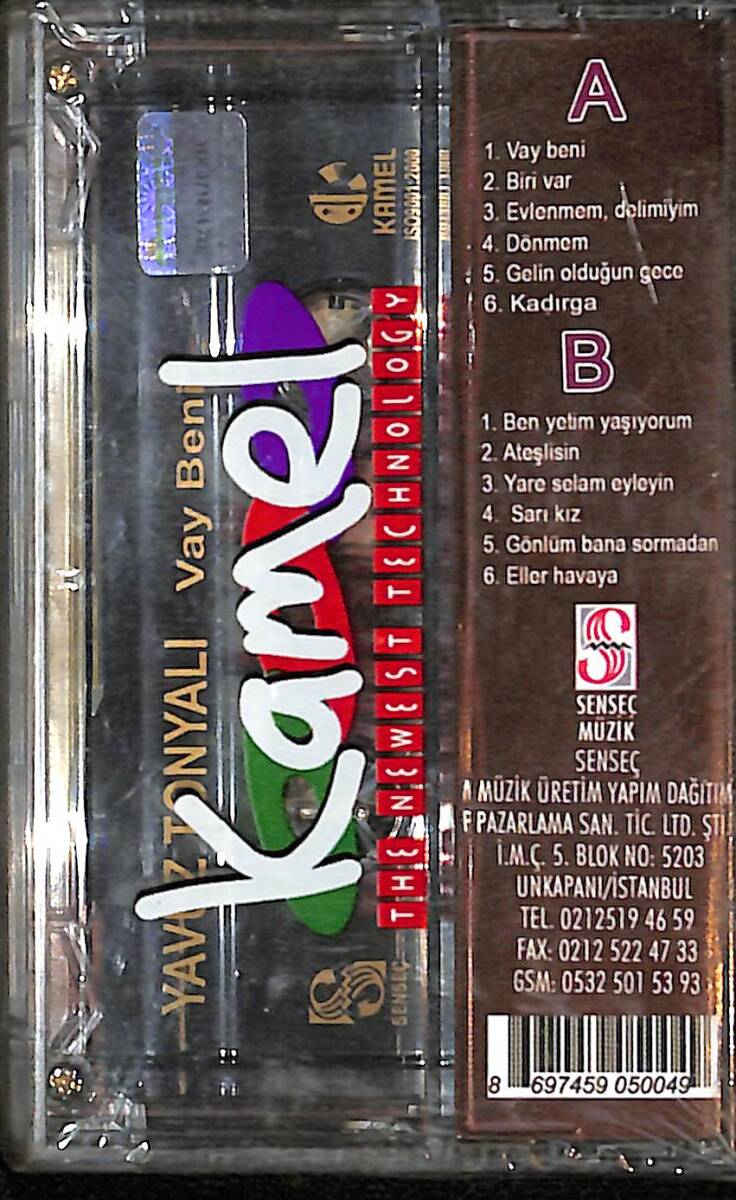 YAVUZ TONYALI Vay Beni
Kamel
THE NEWEST TECHNOLOGY
KAMEL
ISO9001:2000
SENSEÇ
A
1. Vay beni
2. Biri var
3. Evlenmem, delimiyim
4. Dönmem
5. Gelin olduğun gece
6. Kadırga
B
1. Ben yetim yaşıyorum
2. Ateşlisin
3. Yare selam eyleyin
4. Sarı kız
5. Gönlüm bana sormadan
6. Eller havaya
SENSEÇ
MÜZİK
SENSEÇ
MÜZİK ÜRETİM YAPIM DAĞITIM
PAZARLAMA SAN. TİC. LTD. ŞTİ
İ.M.Ç. 5. BLOK NO: 5203
UNKAPANI/İSTANBUL
TEL. 0212519 46 59
FAX: 0212 522 47 33
GSM: 0532 501 53 93
8 697459 050049